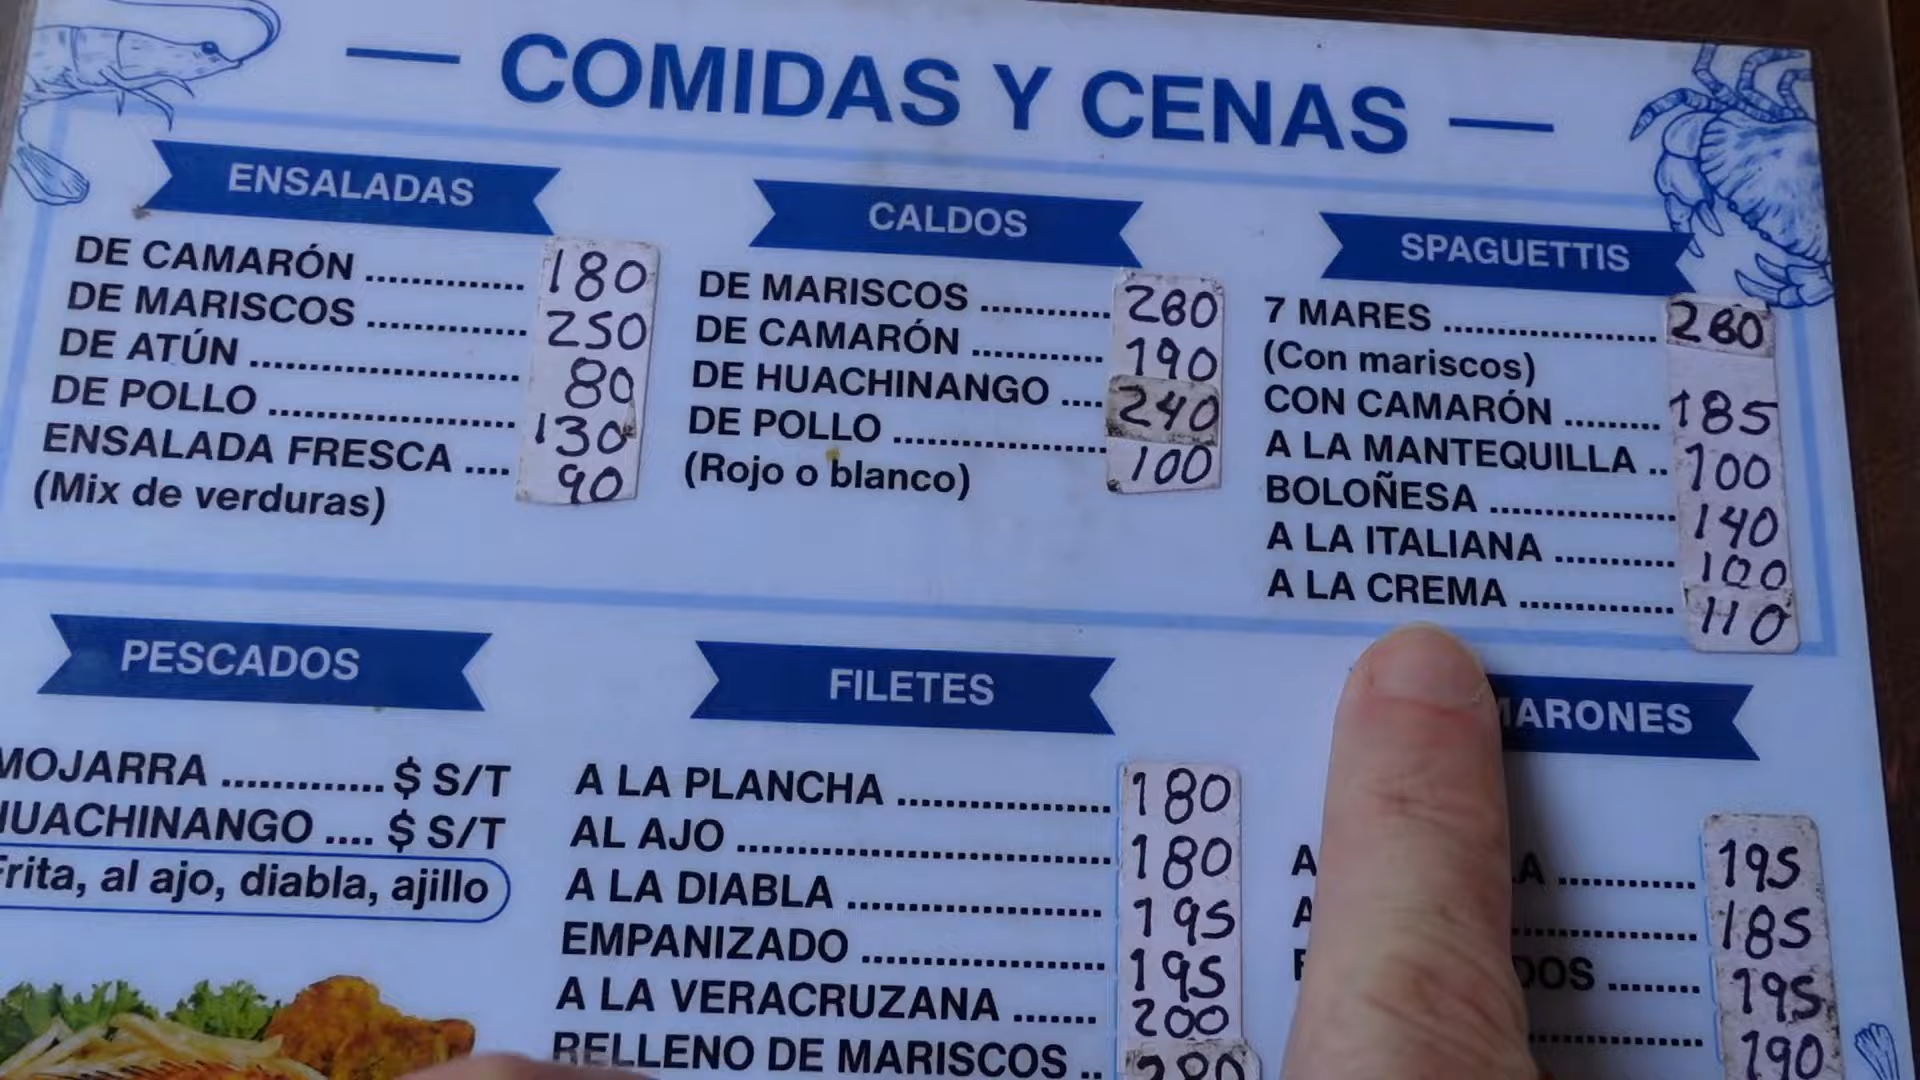 COMIDAS Y CENAS
ENSALADAS
DE CAMARÓN ............. 180
DE MARISCOS ............. 250
DE ATÚN ...................... 80
DE POLLO .................... 130
ENSALADA FRESCA .... 90
(Mix de verduras)
CALDOS
DE MARISCOS ........... 280
DE CAMARÓN ........... 190
DE HUACHINANGO .... 240
DE POLLO .................. 100
(Rojo o blanco)
SPAGUETTIS
7 MARES .................. 280
(Con mariscos)
CON CAMARÓN ....... 185
A LA MANTEQUILLA .. 100
BOLOÑESA ............... 140
A LA ITALIANA .......... 100
A LA CREMA ............. 110
PESCADOS
MOJARRA ............. $ S/T
HUACHINANGO .... $ S/T
Frita, al ajo, diabla, ajillo
FILETES
A LA PLANCHA .................. 180
AL AJO ............................... 180
A LA DIABLA ..................... 195
EMPANIZADO .................... 195
A LA VERACRUZANA ....... 200
RELLENO DE MARISCOS .. 280
MARONES
195
185
195
190